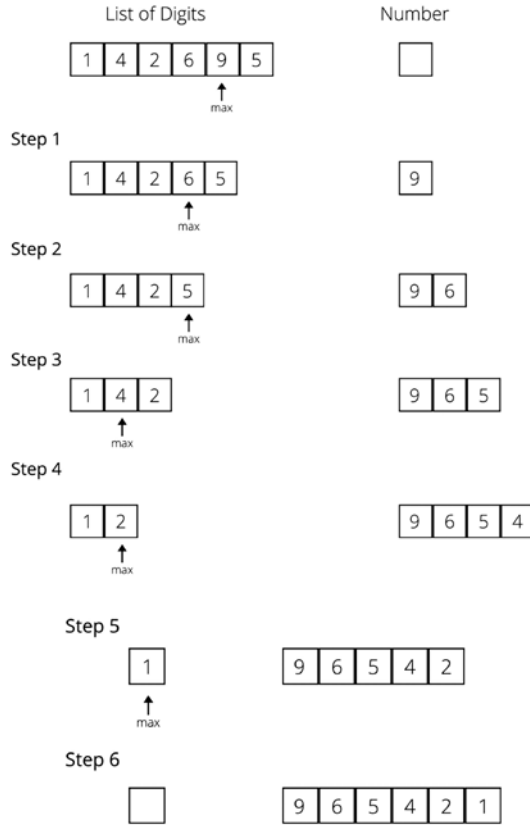 List of Digits Number
1 4 2 6 9 5
max
Step 1
1 4 2 6 5 9
max
Step 2
1 4 2 5 9 6
max
Step 3
1 4 2 9 6 5
max
Step 4
1 2 9 6 5 4
max
Step 5
1 9 6 5 4 2
max
Step 6
9 6 5 4 2 1